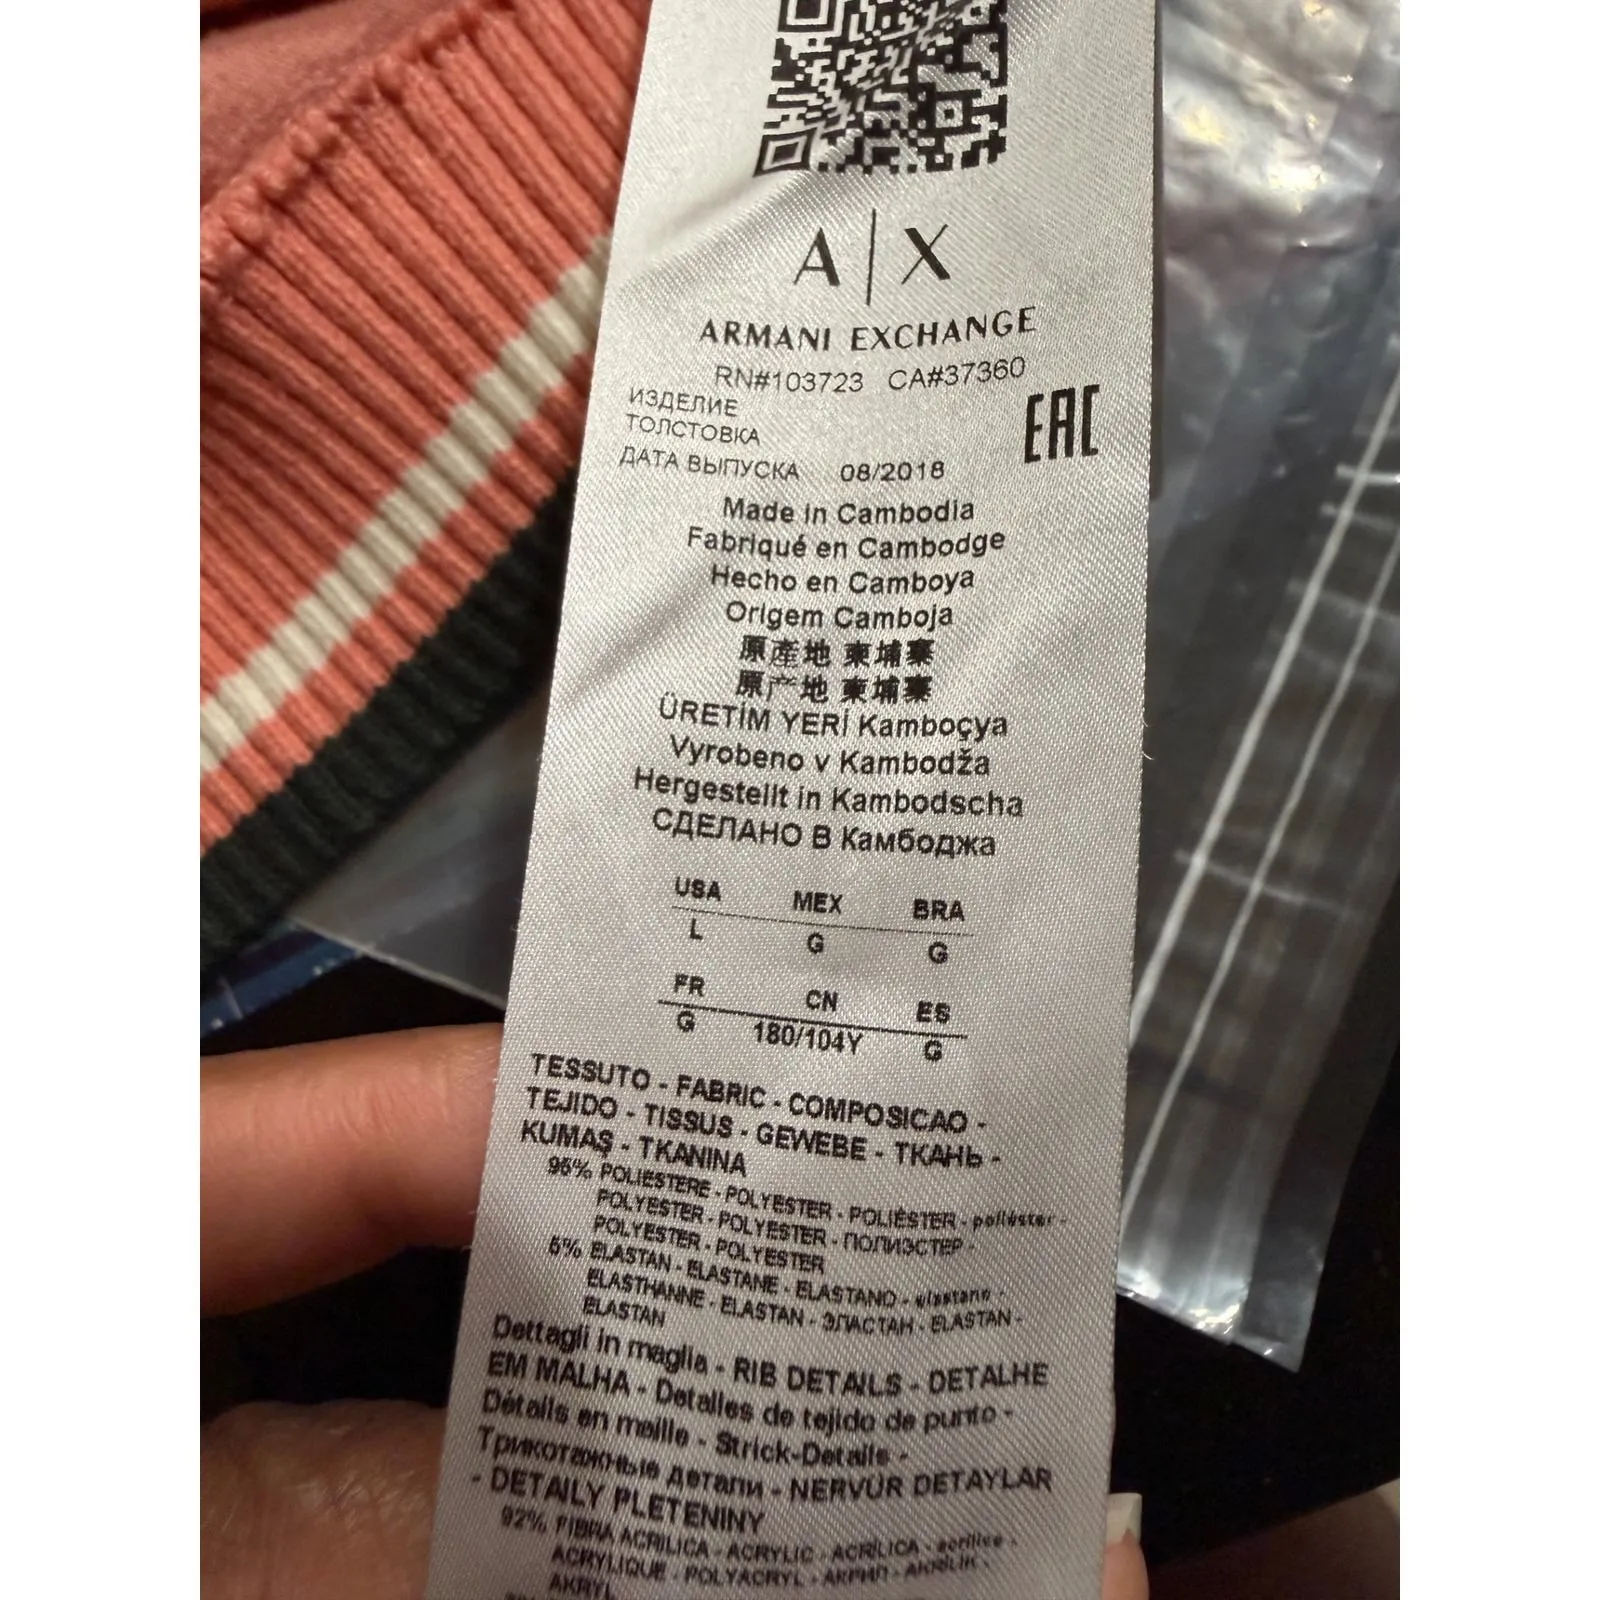 A|X
ARMANI EXCHANGE
RN#103723 CA#37360
ИЗДЕЛИЕ
ТОЛСТОВКА
EAC
ДАТА ВЫПУСКА 08/2018
Made in Cambodia
Fabriqué en Cambodge
Hecho en Camboya
Origem Camboja
原產地 柬埔寨
原产地 柬埔寨
ÜRETİM YERİ Kamboçya
Vyrobeno v Kambodža
Hergestellt in Kambodscha
СДЕЛАНО В Камбоджа
USA MEX BRA
L G G
FR CN ES
G 180/104Y G
TESSUTO - FABRIC - COMPOSICAO -
TEJIDO - TISSUS - GEWEBE - ТКАНЬ -
KUMAŞ - TKANINA
95% POLIESTERE - POLYESTER - POLIÉSTER - poliéster -
POLYESTER - POLYESTER - ПОЛИЭСТЕР -
POLYESTER - POLYESTER
5% ELASTAN - ELASTANE - ELASTANO - elastano -
ELASTHANNE - ELASTAN - ЭЛАСТАН - ELASTAN -
ELASTAN
Dettagli in maglia - RIB DETAILS - DETALHE
EM MALHA - Detalles de tejido de punto -
Détails en maille - Strick-Details -
Трикотажные детали - NERVÜR DETAYLAR
- DETAILY PLETENINY
92% FIBRA ACRILICA - ACRYLIC - ACRÍLICA - acrílico -
ACRYLIQUE - POLYACRYL - АКРИЛ - AKRİLİK -
AKRYL